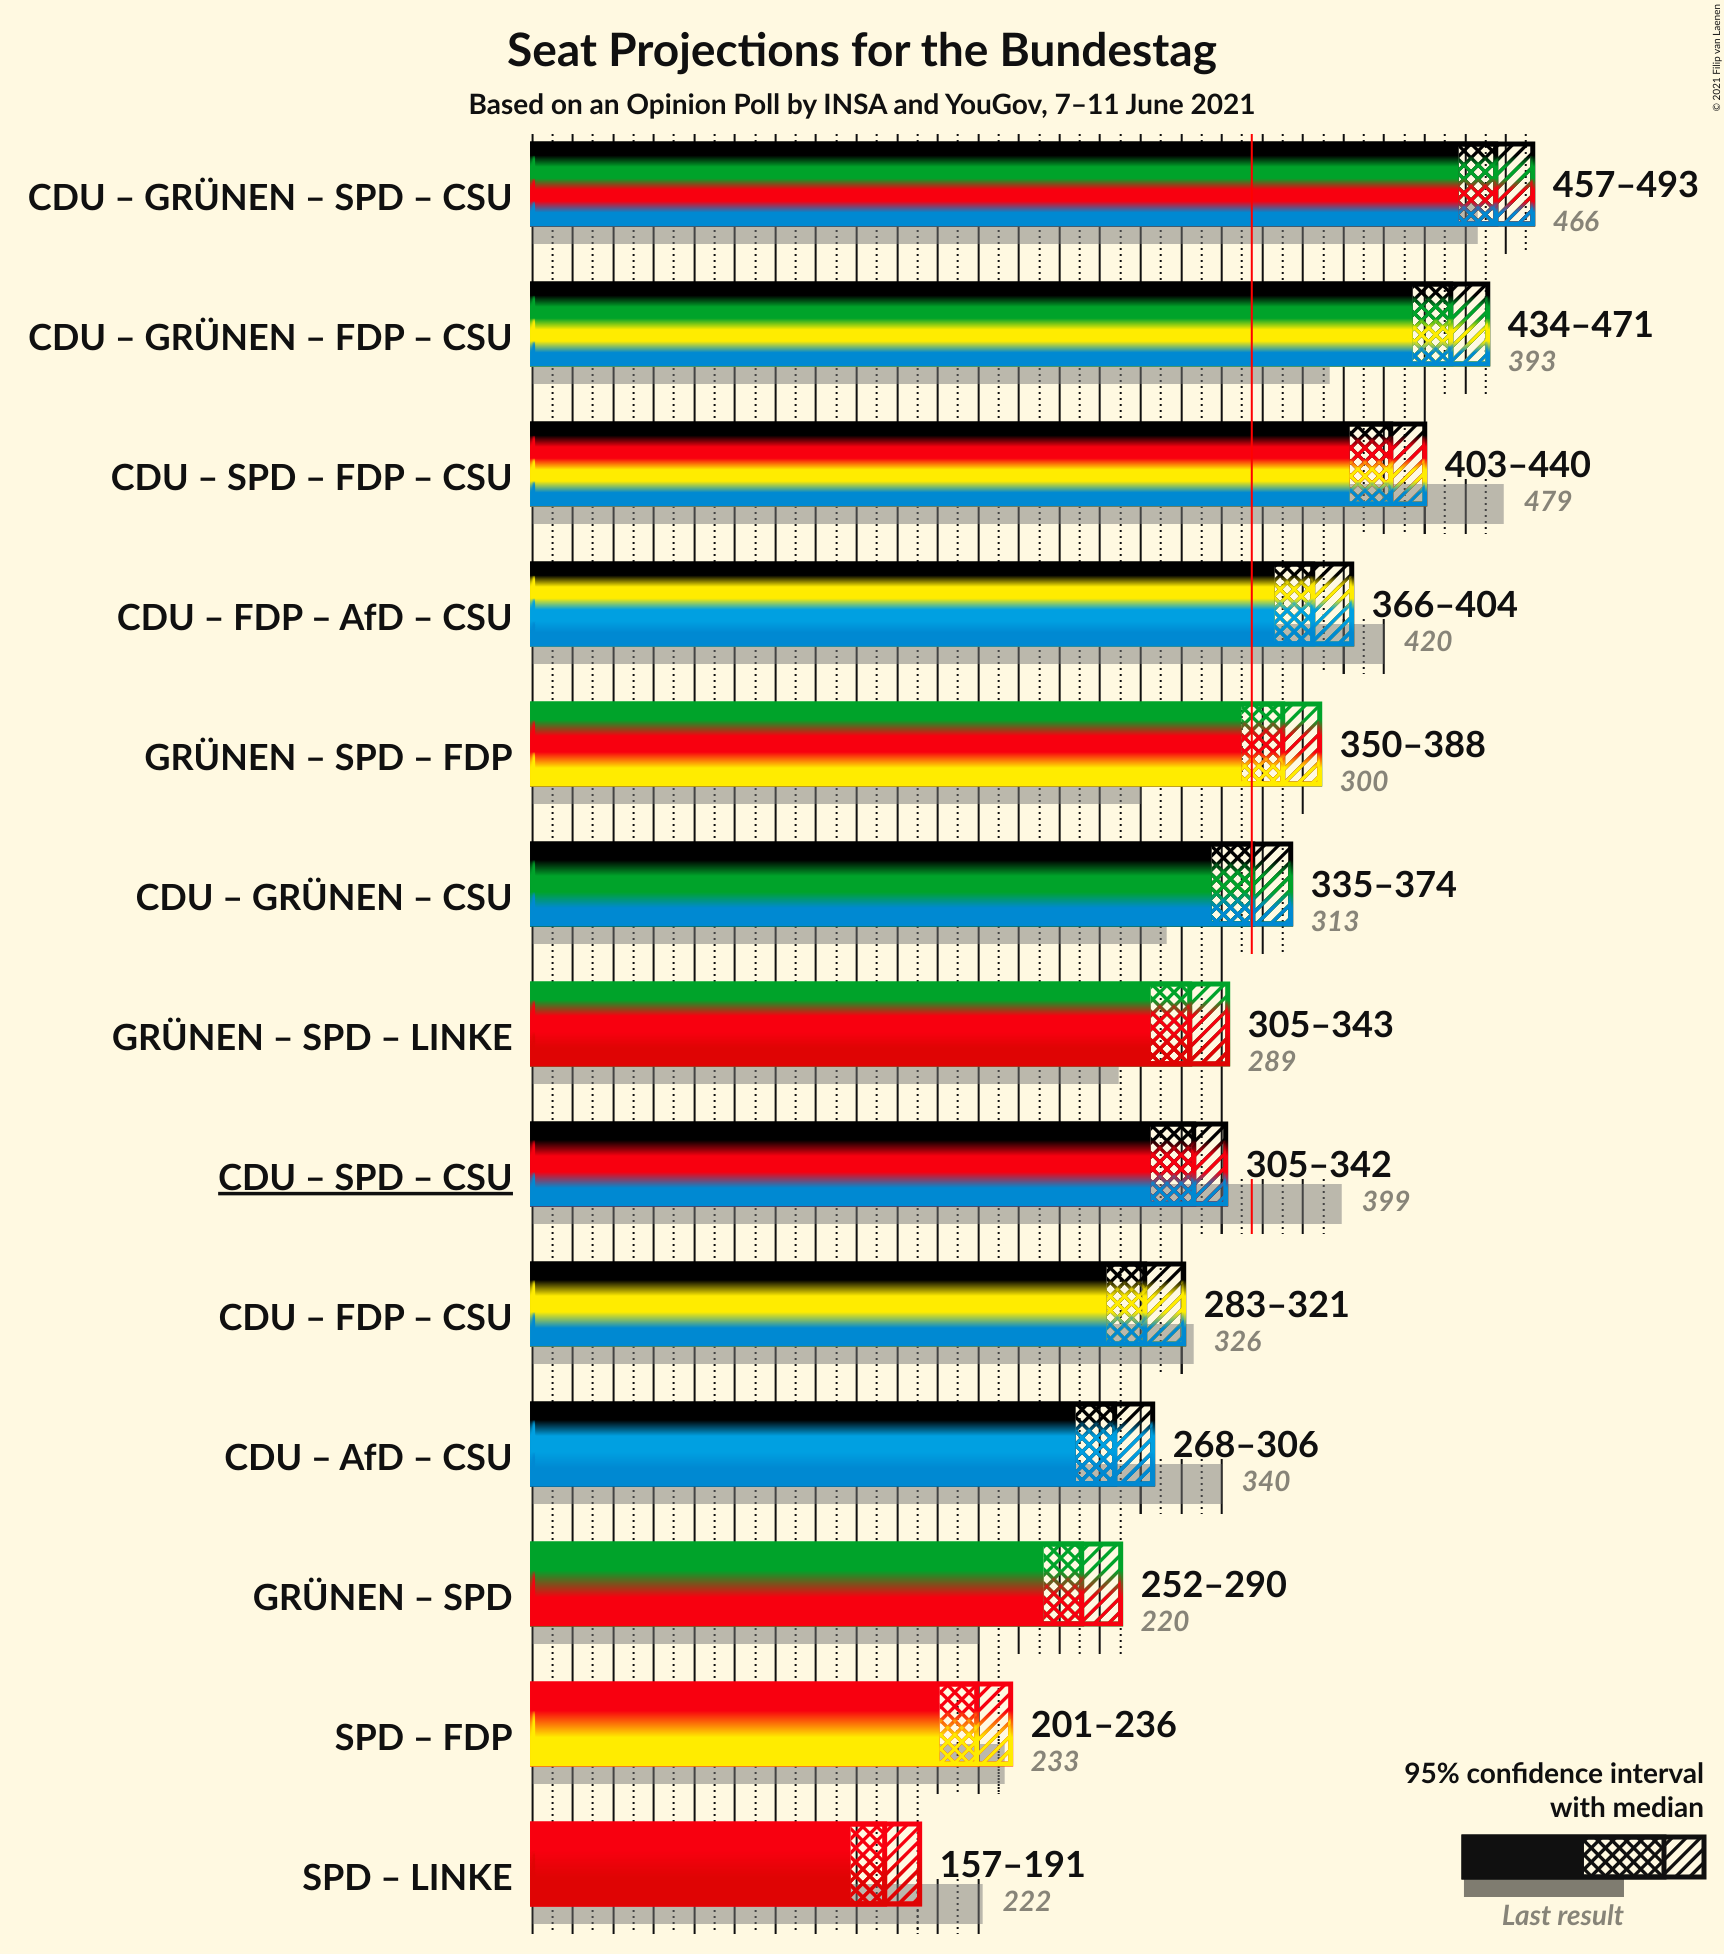 © 2021 Filip van Laenen
Seat Projections for the Bundestag
Based on an Opinion Poll by INSA and YouGov, 7–11 June 2021
CDU – GRÜNEN – SPD – CSU
457–493
466
CDU – GRÜNEN – FDP – CSU
434–471
393
CDU – SPD – FDP – CSU
403–440
479
CDU – FDP – AfD – CSU
366–404
420
GRÜNEN – SPD – FDP
350–388
300
CDU – GRÜNEN – CSU
335–374
313
GRÜNEN – SPD – LINKE
305–343
289
CDU – SPD – CSU
305–342
399
CDU – FDP – CSU
283–321
326
CDU – AfD – CSU
268–306
340
GRÜNEN – SPD
252–290
220
SPD – FDP
201–236
233
SPD – LINKE
157–191
222
95% confidence interval
with median
Last result